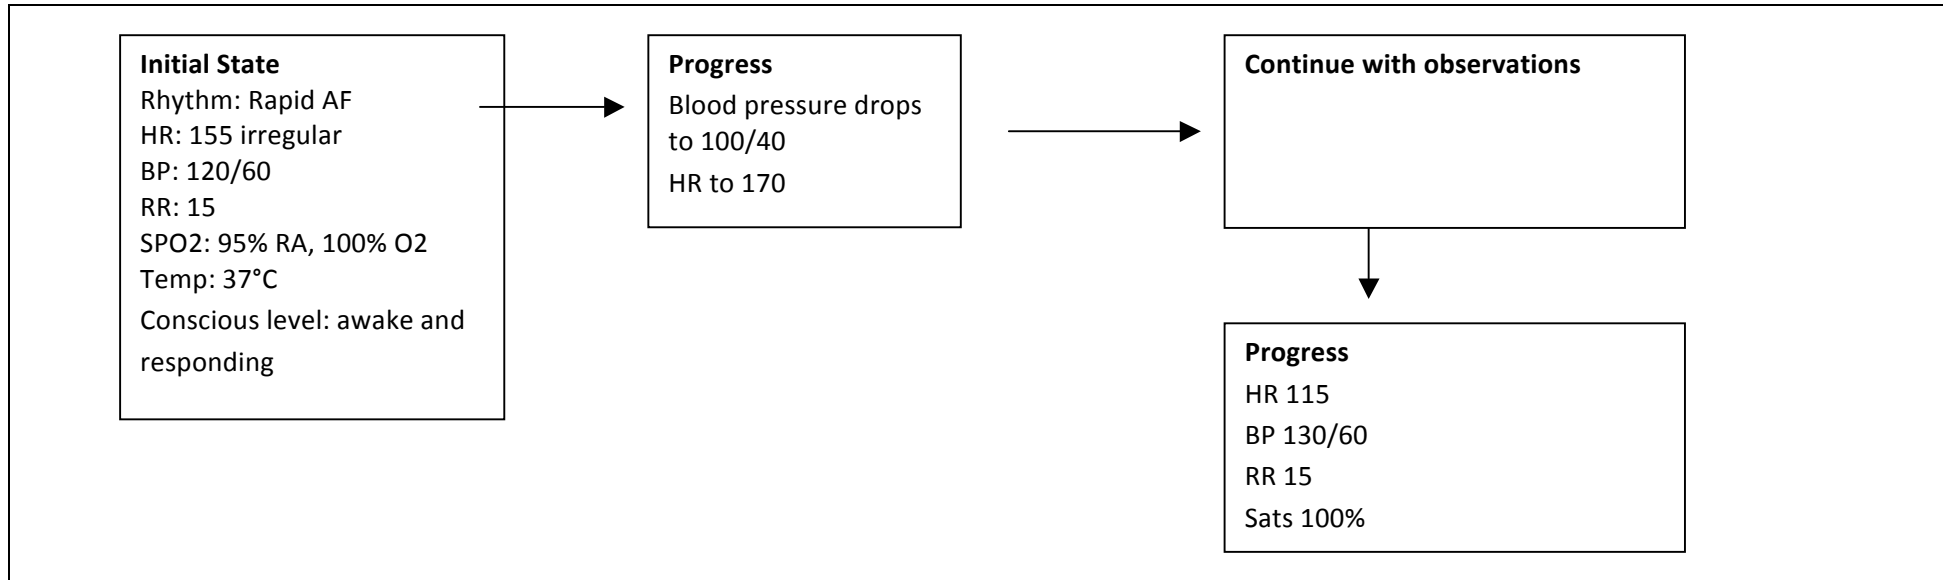 Initial State
Rhythm: Rapid AF
HR: 155 irregular
BP: 120/60
RR: 15
SPO2: 95% RA, 100% O2
Temp: 37°C
Conscious level: awake and
responding
Progress
Blood pressure drops
to 100/40
HR to 170
Continue with observations
Progress
HR 115
BP 130/60
RR 15
Sats 100%